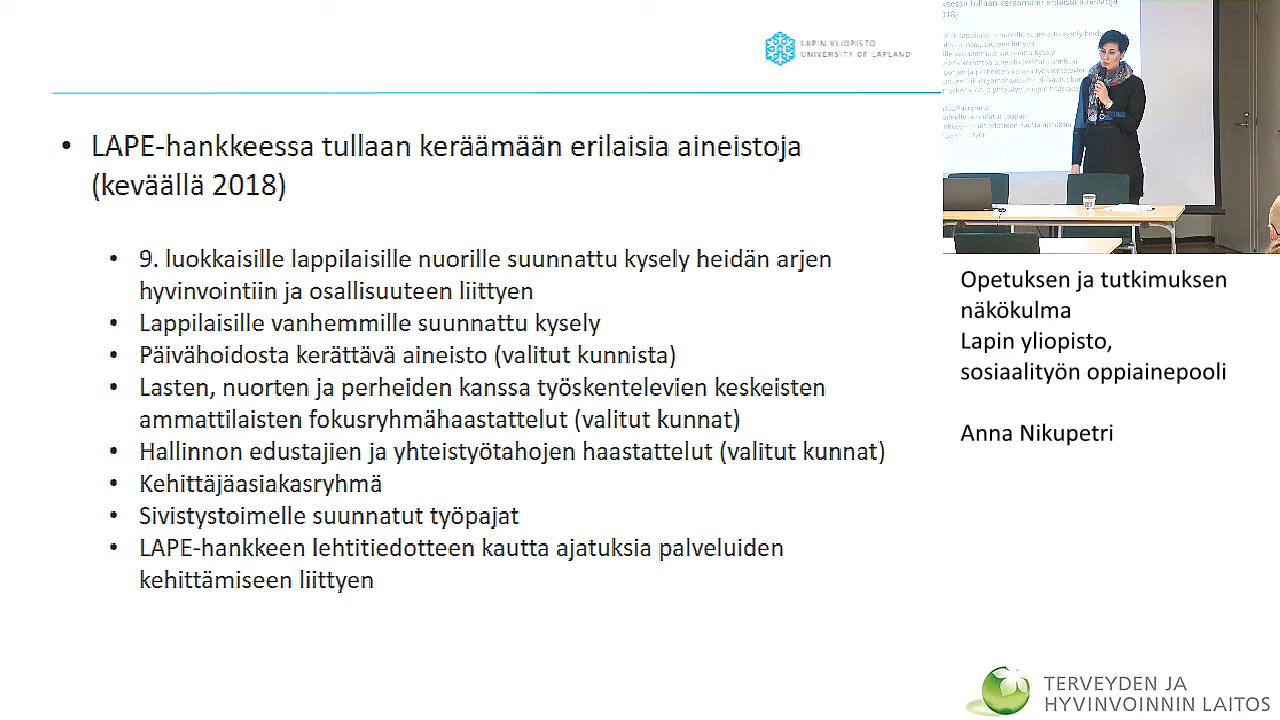 LAPIN YLIOPISTO
UNIVERSITY OF LAPLAND
• LAPE-hankkeessa tullaan keräämään erilaisia aineistoja
(keväällä 2018)
• 9. luokkaisille lappilaisille nuorille suunnattu kysely heidän arjen
hyvinvointiin ja osallisuuteen liittyen
• Lappilaisille vanhemmille suunnattu kysely
• Päivähoidosta kerättävä aineisto (valitut kunnista)
• Lasten, nuorten ja perheiden kanssa työskentelevien keskeisten
ammattilaisten fokusryhmähaastattelut (valitut kunnat)
• Hallinnon edustajien ja yhteistyötahojen haastattelut (valitut kunnat)
• Kehittäjäasiakasryhmä
• Sivistystoimelle suunnatut työpajat
• LAPE-hankkeen lehtitiedotteen kautta ajatuksia palveluiden
kehittämiseen liittyen
Opetuksen ja tutkimuksen
näkökulma
Lapin yliopisto,
sosiaalityön oppiainepooli
Anna Nikupetri
TERVEYDEN JA
HYVINVOINNIN LAITOS